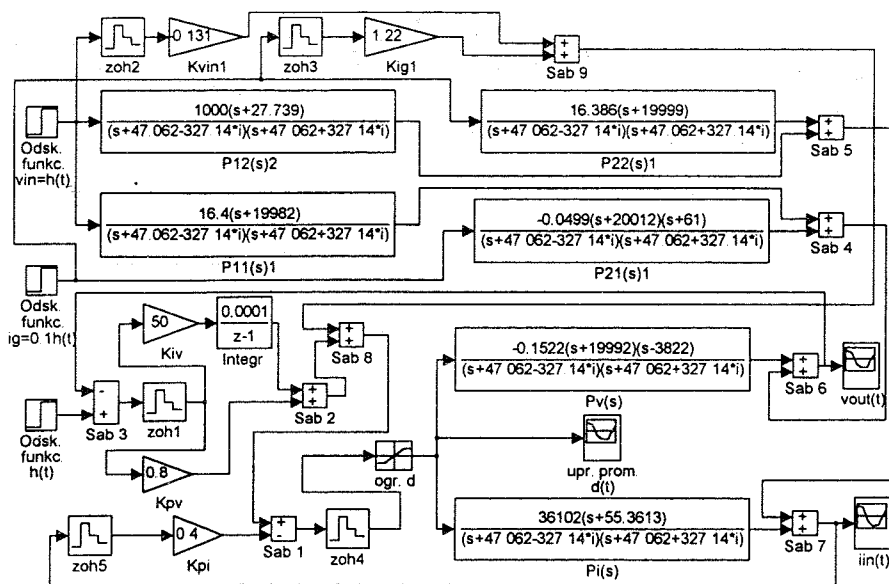 0 131
1 22
+
+
zoh2
Kvin1
zoh3
Kig1
Sab 9
1000(s+27.739)
(s+47.062-327 14*i)(s+47 062+327 14*i)
P12(s)2
16.386(s+19999)
(s+47 062-327 14*i)(s+47 062+327 14*i)
P22(s)1
+
+
Sab 5
Odsk.
funkc.
vin=h(t)
16.4(s+19982)
(s+47.062-327 14*i)(s+47 062+327 14*i)
P11(s)1
-0.0499(s+20012)(s+61)
(s+47 062-327 14*i)(s+47 062+327 14*i)
P21(s)1
+
+
Sab 4
Odsk.
funkc.
ig=0.1h(t)
50
Kiv
0.0001
z-1
Integr
+
+
Sab 8
-0.1522(s+19992)(s-3822)
(s+47 062-327 14*i)(s+47 062+327 14*i)
Pv(s)
+
+
Sab 6
vout(t)
-
+
Sab 3
zoh1
+
+
Sab 2
Odsk.
funkc.
h(t)
0.8
Kpv
ogr. d
upr. prom.
d(t)
zoh5
0 4
Kpi
+
-
Sab 1
zoh4
36102(s+55.3613)
(s+47 062-327 14*i)(s+47 062+327 14*i)
Pi(s)
+
+
Sab 7
iin(t)